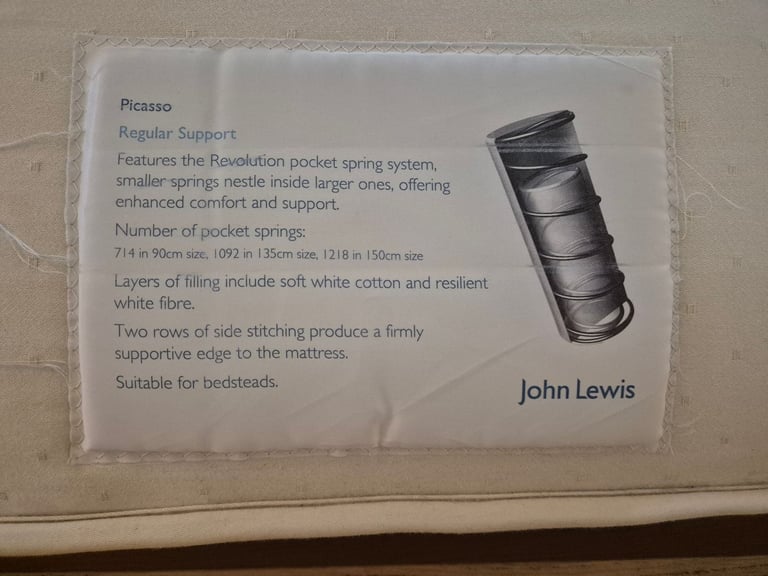 Picasso
Regular Support
Features the Revolution pocket spring system,
smaller springs nestle inside larger ones, offering
enhanced comfort and support.
Number of pocket springs:
714 in 90cm size, 1092 in 135cm size, 1218 in 150cm size
Layers of filling include soft white cotton and resilient
white fibre.
Two rows of side stitching produce a firmly
supportive edge to the mattress.
Suitable for bedsteads.
John Lewis